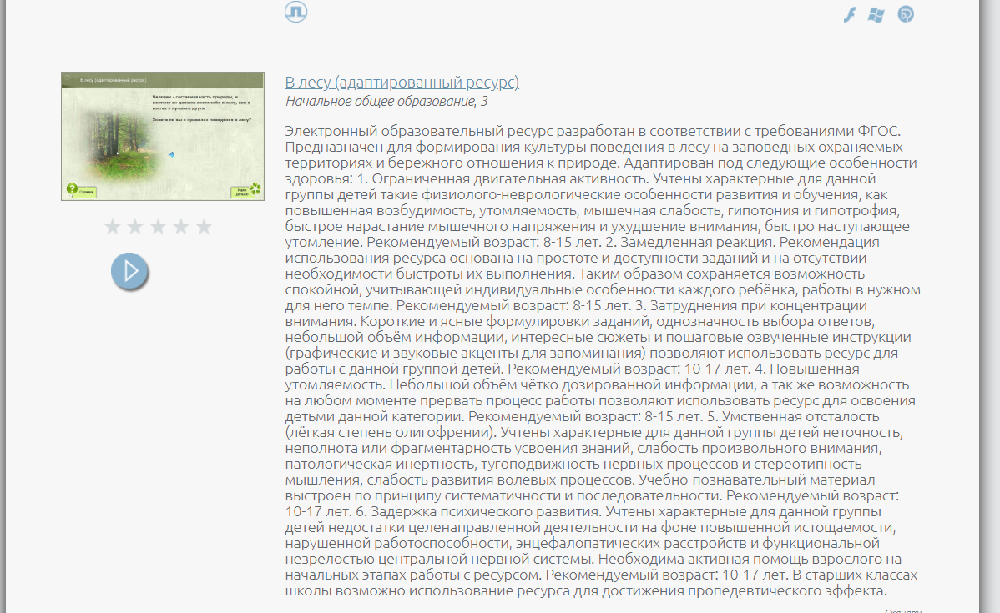 В лесу (адаптированный ресурс)
Человек - составная часть природы, и
поэтому он должен вести себя в лесу, как в
гостях у лучшего друга.
Знаете ли вы о правилах поведения в лесу?
Справка
В лесу (адаптированный ресурс)
Начальное общее образование, 3
Электронный образовательный ресурс разработан в соответствии с требованиями ФГОС.
Предназначен для формирования культуры поведения в лесу на заповедных охраняемых
территориях и бережного отношения к природе. Адаптирован под следующие особенности
здоровья: 1. Ограниченная двигательная активность. Учтены характерные для данной
группы детей такие физиолого-неврологические особенности развития и обучения, как
повышенная возбудимость, утомляемость, мышечная слабость, гипотония и гипотрофия,
быстрое нарастание мышечного напряжения и ухудшение внимания, быстро наступающее
утомление. Рекомендуемый возраст: 8-15 лет. 2. Замедленная реакция. Рекомендация
использования ресурса основана на простоте и доступности заданий и на отсутствии
необходимости быстроты их выполнения. Таким образом сохраняется возможность
спокойной, учитывающей индивидуальные особенности каждого ребёнка, работы в нужном
для него темпе. Рекомендуемый возраст: 8-15 лет. 3. Затруднения при концентрации
внимания. Короткие и ясные формулировки заданий, однозначность выбора ответов,
небольшой объём информации, интересные сюжеты и пошаговые озвученные инструкции
(графические и звуковые акценты для запоминания) позволяют использовать ресурс для
работы с данной группой детей. Рекомендуемый возраст: 10-17 лет. 4. Повышенная
утомляемость. Небольшой объём чётко дозированной информации, а так же возможность
на любом моменте прервать процесс работы позволяют использовать ресурс для освоения
детьми данной категории. Рекомендуемый возраст: 8-15 лет. 5. Умственная отсталость
(лёгкая степень олигофрении). Учтены характерные для данной группы детей неточность,
неполнота или фрагментарность усвоения знаний, слабость произвольного внимания,
патологическая инертность, тугоподвижность нервных процессов и стереотипность
мышления, слабость развития волевых процессов. Учебно-познавательный материал
выстроен по принципу систематичности и последовательности. Рекомендуемый возраст:
10-17 лет. 6. Задержка психического развития. Учтены характерные для данной группы
детей недостатки целенаправленной деятельности на фоне повышенной истощаемости,
нарушенной работоспособности, энцефалопатических расстройств и функциональной
незрелостью центральной нервной системы. Необходима активная помощь взрослого на
начальных этапах работы с ресурсом. Рекомендуемый возраст: 10-17 лет. В старших классах
школы возможно использование ресурса для достижения пропедевтического эффекта.